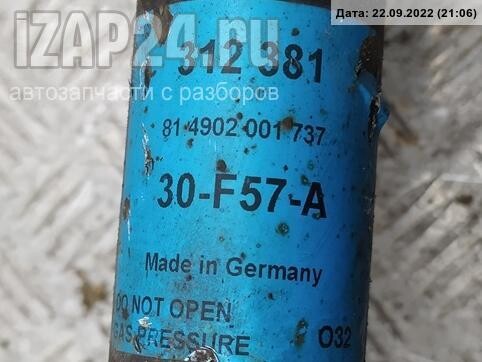 Дата: 22.09.2022 (21:06)
iZAP24.ru
312 381
автозапчасти с разборов
81 4902 001 737
30-F57-A
Made in Germany
DO NOT OPEN
GAS PRESSURE O32